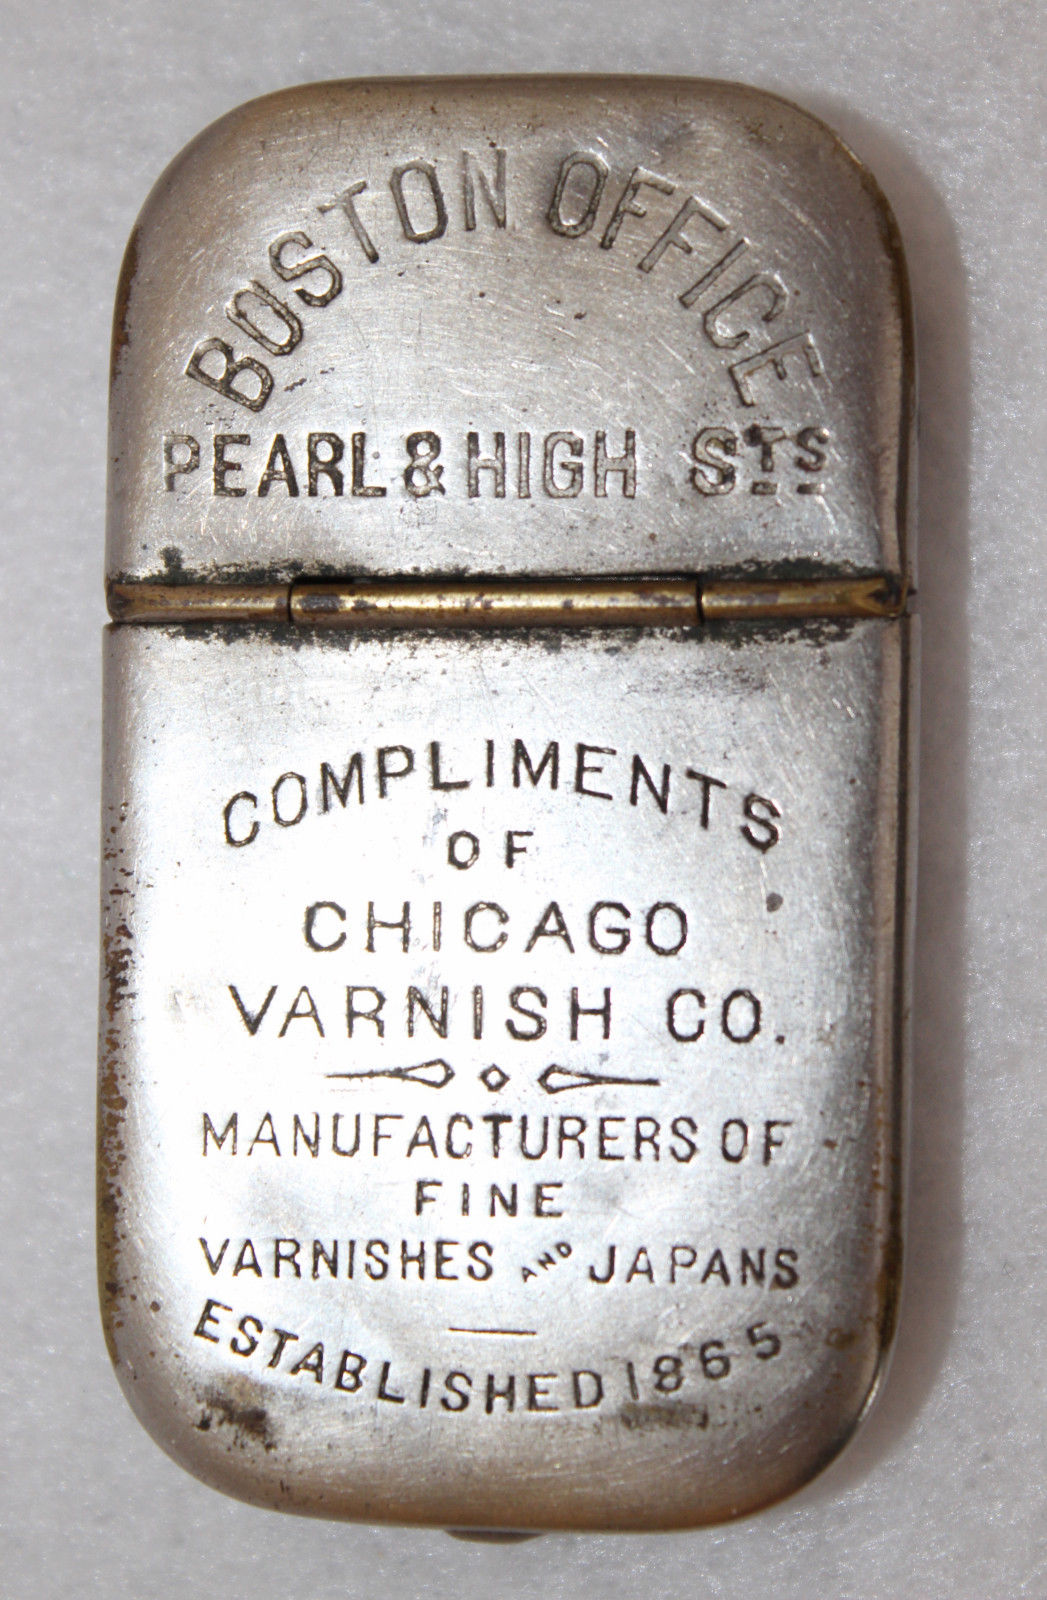 BOSTON OFFICE
PEARL & HIGH STS
COMPLIMENTS
OF
CHICAGO
VARNISH CO.
MANUFACTURERS OF
FINE
VARNISHES AND JAPANS
ESTABLISHED 1865